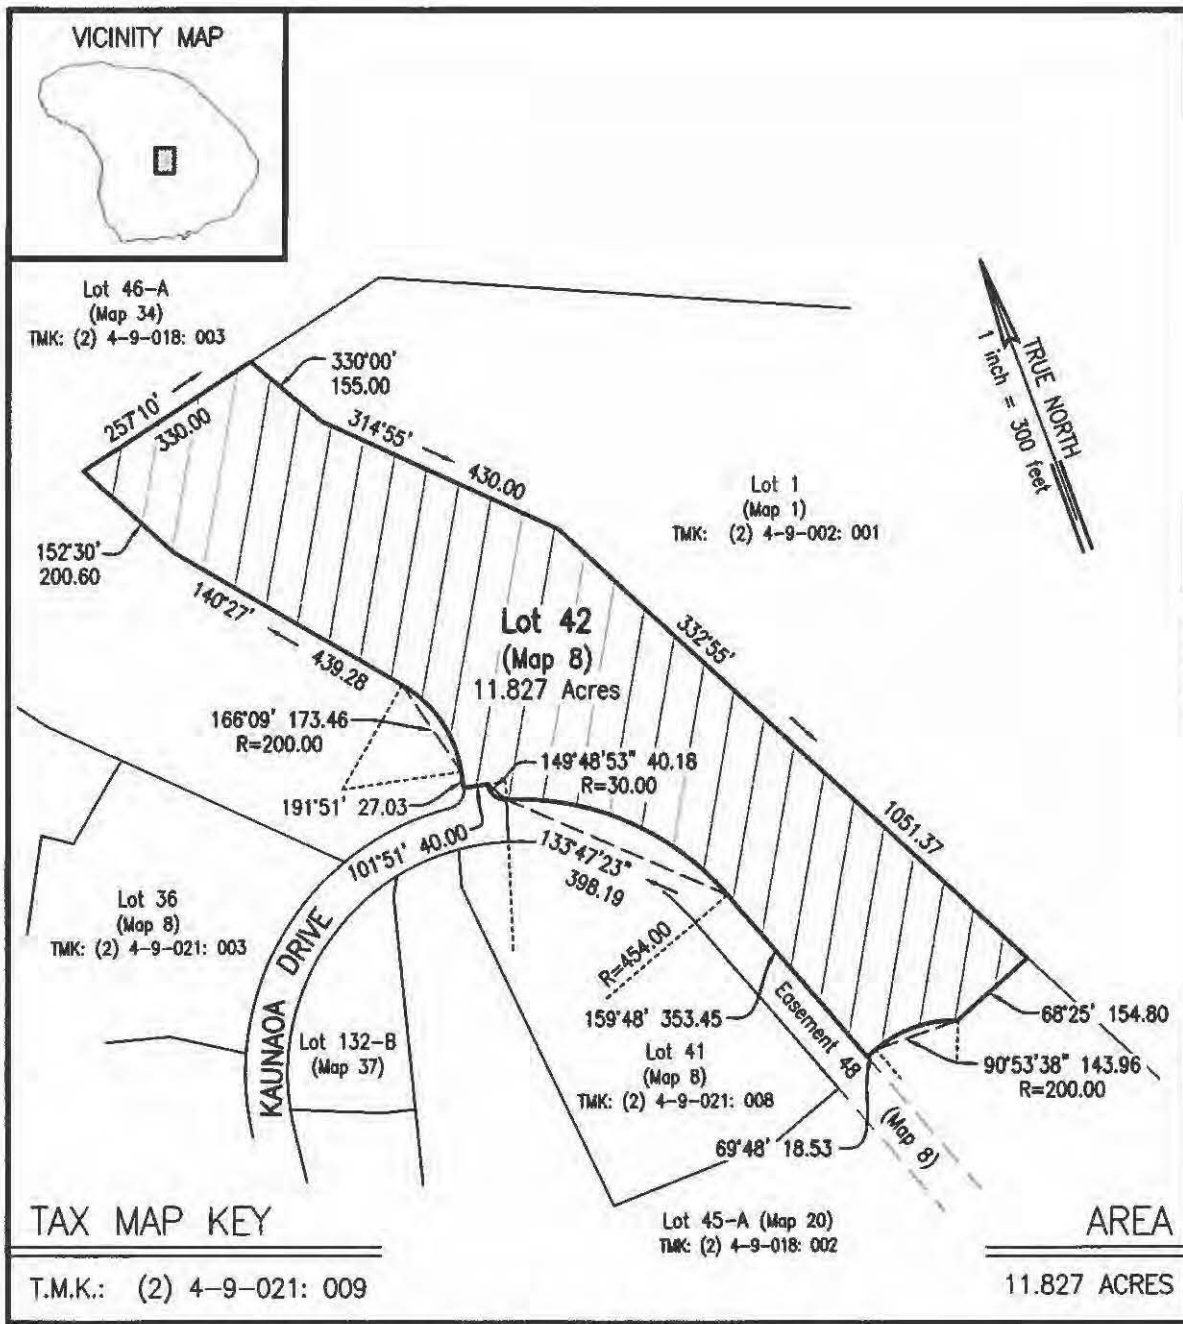 VICINITY MAP
Lot 46-A
(Map 34)
TMK: (2) 4-9-018: 003
330°00'
155.00
257°10'
330.00
314°55'
430.00
TRUE NORTH
1 inch = 300 feet
Lot 1
(Map 1)
TMK: (2) 4-9-002: 001
152°30'
200.60
140°27'
439.28
Lot 42
(Map 8)
11.827 Acres
332°55'
1051.37
166°09' 173.46
R=200.00
149°48'53" 40.18
R=30.00
191°51' 27.03
101°51' 40.00
133°47'23"
398.19
Lot 36
(Map 8)
TMK: (2) 4-9-021: 003
KAUNAOA DRIVE
R=454.00
159°48' 353.45
Easement 48
(Map 8)
68°25' 154.80
90°53'38" 143.96
R=200.00
Lot 132-B
(Map 37)
Lot 41
(Map 8)
TMK: (2) 4-9-021: 008
69°48' 18.53
Lot 45-A (Map 20)
TMK: (2) 4-9-018: 002
TAX MAP KEY
T.M.K.: (2) 4-9-021: 009
AREA
11.827 ACRES